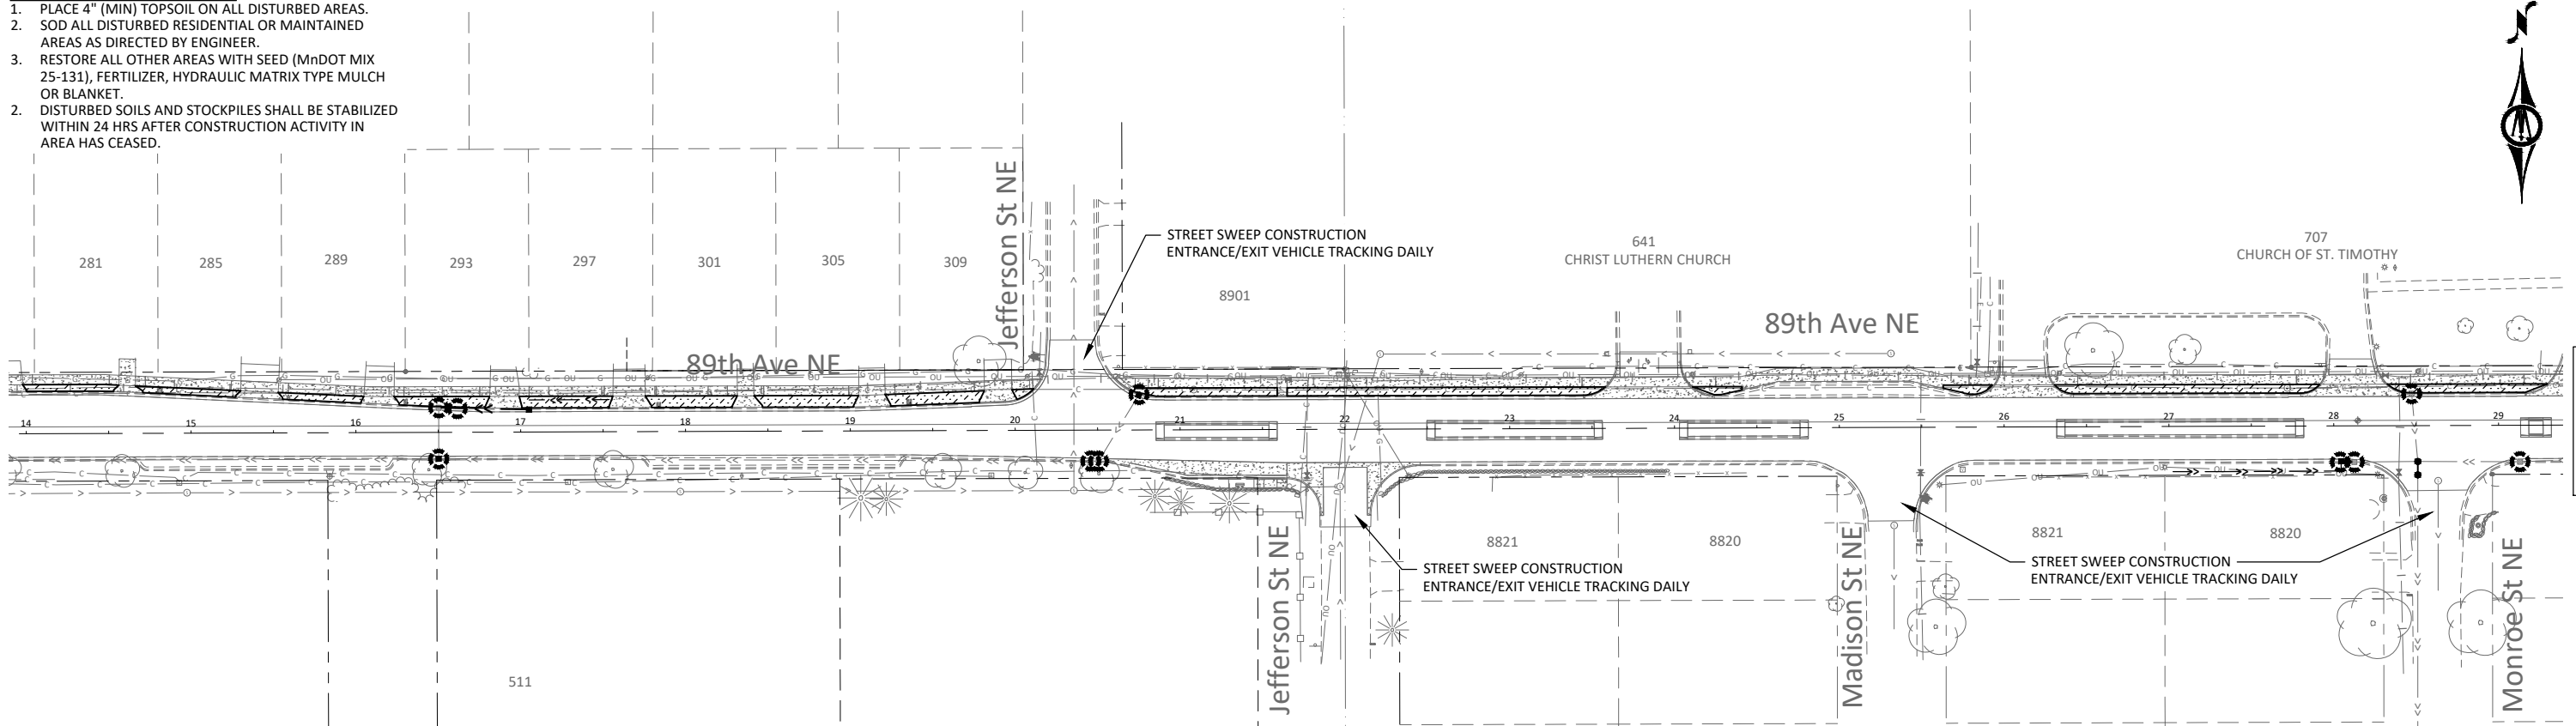 1. PLACE 4" (MIN) TOPSOIL ON ALL DISTURBED AREAS.
2. SOD ALL DISTURBED RESIDENTIAL OR MAINTAINED
AREAS AS DIRECTED BY ENGINEER.
3. RESTORE ALL OTHER AREAS WITH SEED (MnDOT MIX
25-131), FERTILIZER, HYDRAULIC MATRIX TYPE MULCH
OR BLANKET.
2. DISTURBED SOILS AND STOCKPILES SHALL BE STABILIZED
WITHIN 24 HRS AFTER CONSTRUCTION ACTIVITY IN
AREA HAS CEASED.
N
281
285
289
293
297
301
305
309
Jefferson St NE
STREET SWEEP CONSTRUCTION
ENTRANCE/EXIT VEHICLE TRACKING DAILY
8901
641
CHRIST LUTHERN CHURCH
707
CHURCH OF ST. TIMOTHY
89th Ave NE
89th Ave NE
14
15
16
17
18
19
20
21
22
23
24
25
26
27
28
29
511
Jefferson St NE
8821
8820
STREET SWEEP CONSTRUCTION
ENTRANCE/EXIT VEHICLE TRACKING DAILY
Madison St NE
8821
8820
STREET SWEEP CONSTRUCTION
ENTRANCE/EXIT VEHICLE TRACKING DAILY
Monroe St NE